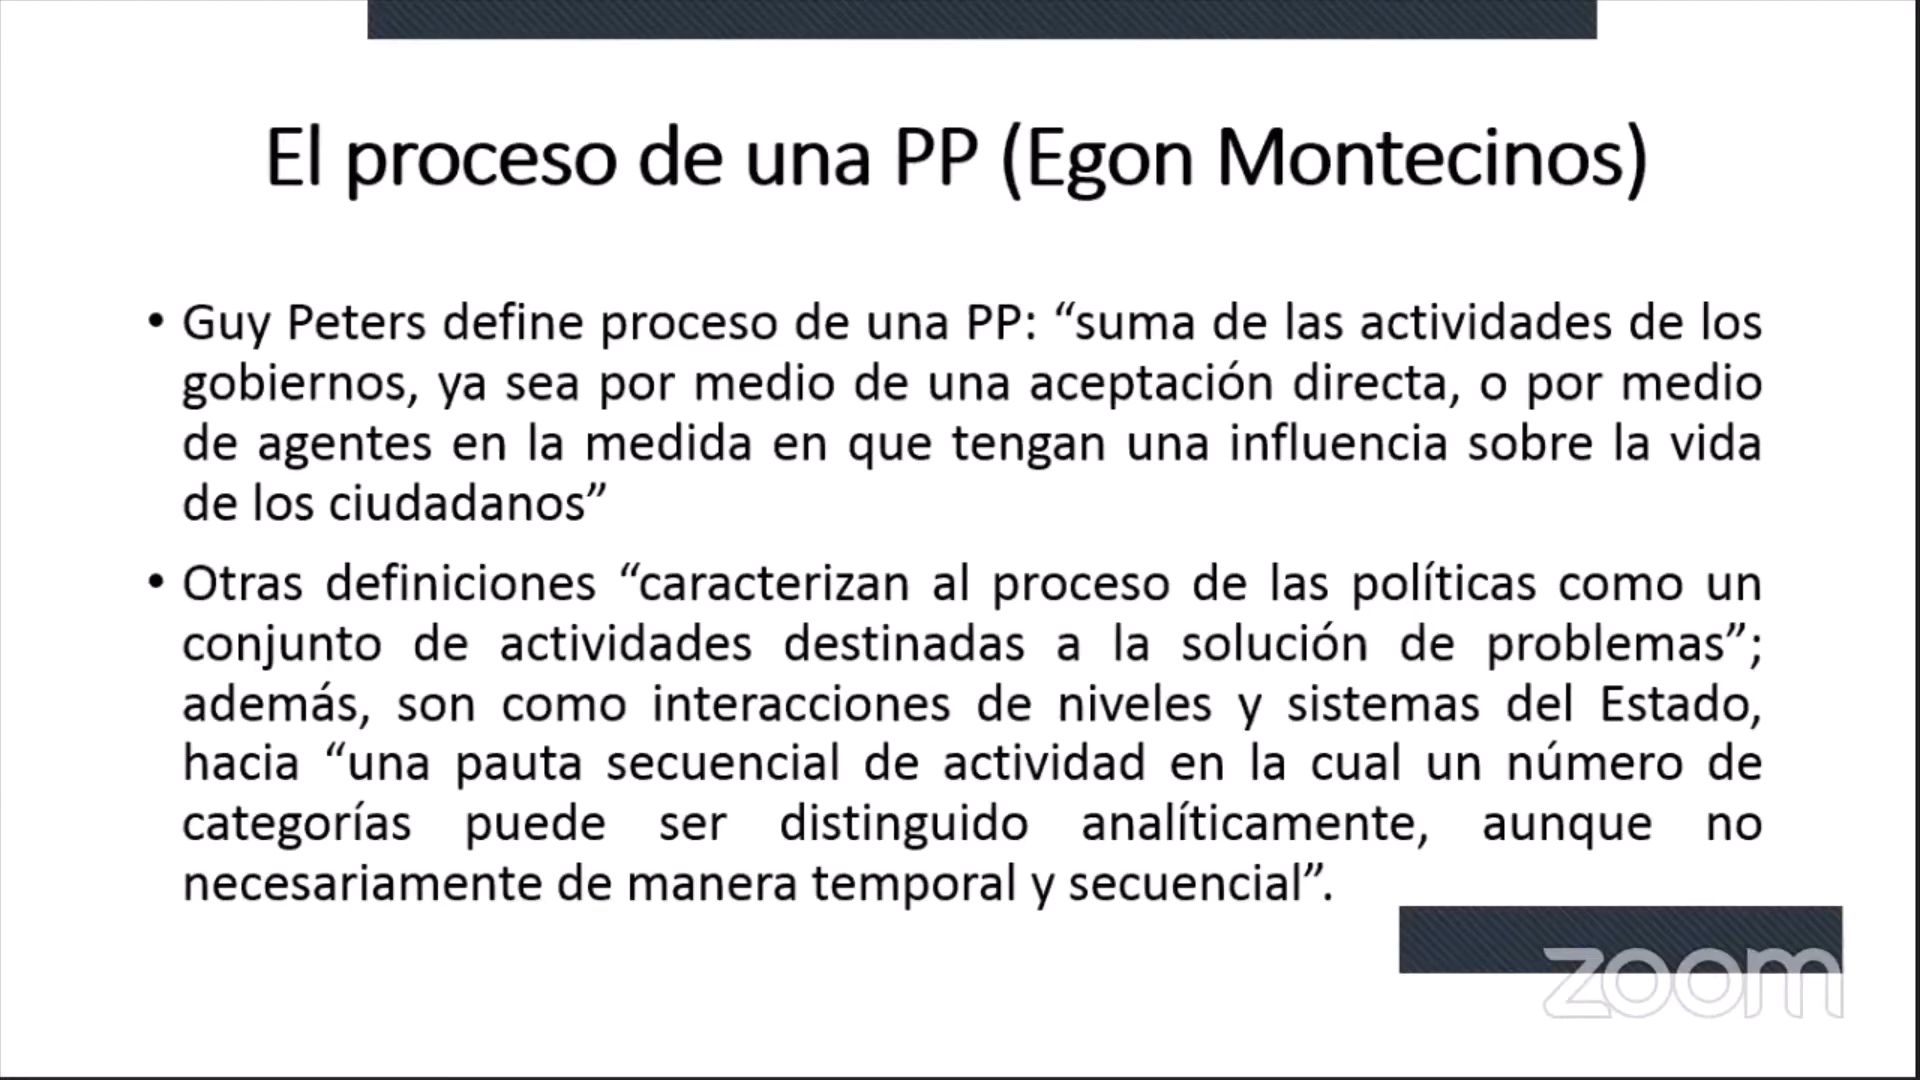 El proceso de una PP (Egon Montecinos)
• Guy Peters define proceso de una PP: “suma de las actividades de los
gobiernos, ya sea por medio de una aceptación directa, o por medio
de agentes en la medida en que tengan una influencia sobre la vida
de los ciudadanos”
• Otras definiciones “caracterizan al proceso de las políticas como un
conjunto de actividades destinadas a la solución de problemas”;
además, son como interacciones de niveles y sistemas del Estado,
hacia “una pauta secuencial de actividad en la cual un número de
categorías puede ser distinguido analíticamente, aunque no
necesariamente de manera temporal y secuencial”.
zoom